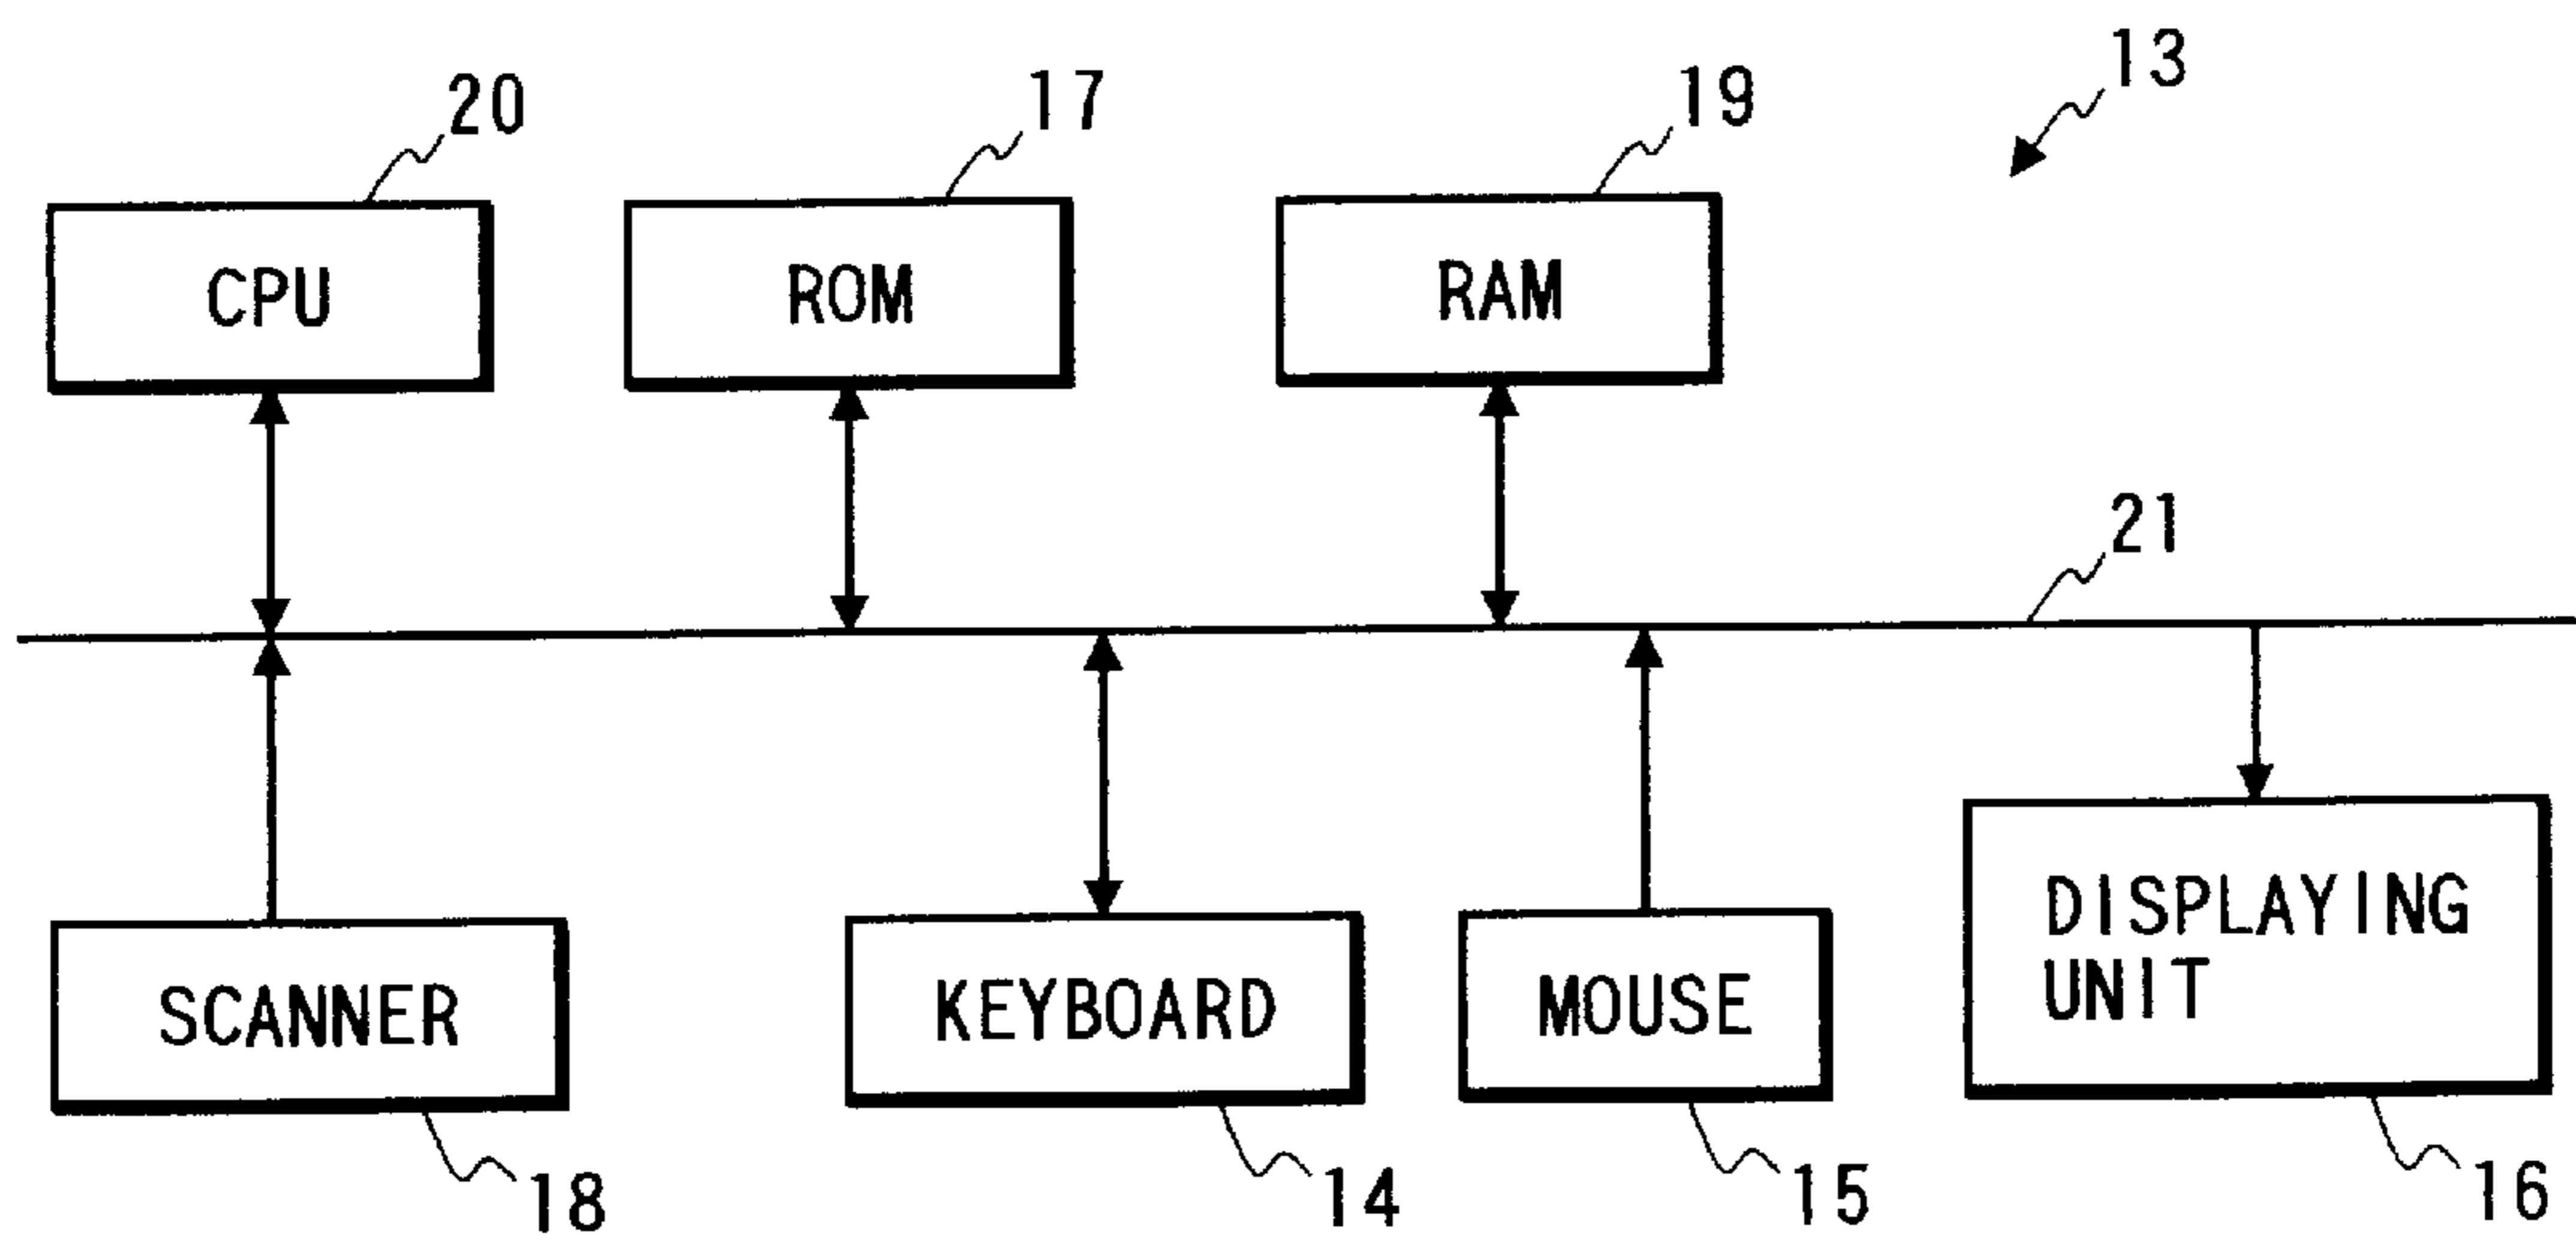 13
20
17
19
CPU
ROM
RAM
21
SCANNER
KEYBOARD
MOUSE
DISPLAYING
UNIT
18
14
15
16